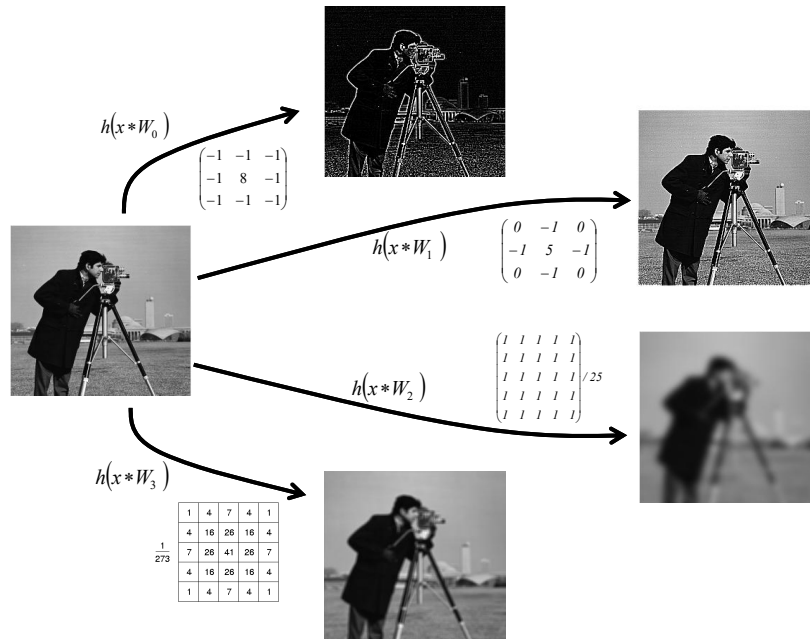 h(x∗W₀)
−1 −1 −1
−1 8 −1
−1 −1 −1
h(x∗W₁)
0 −1 0
−1 5 −1
0 −1 0
h(x∗W₂)
1 1 1 1 1
1 1 1 1 1
1 1 1 1 1 / 25
1 1 1 1 1
1 1 1 1 1
h(x∗W₃)
1 4 7 4 1
4 16 26 16 4
1/273 7 26 41 26 7
4 16 26 16 4
1 4 7 4 1